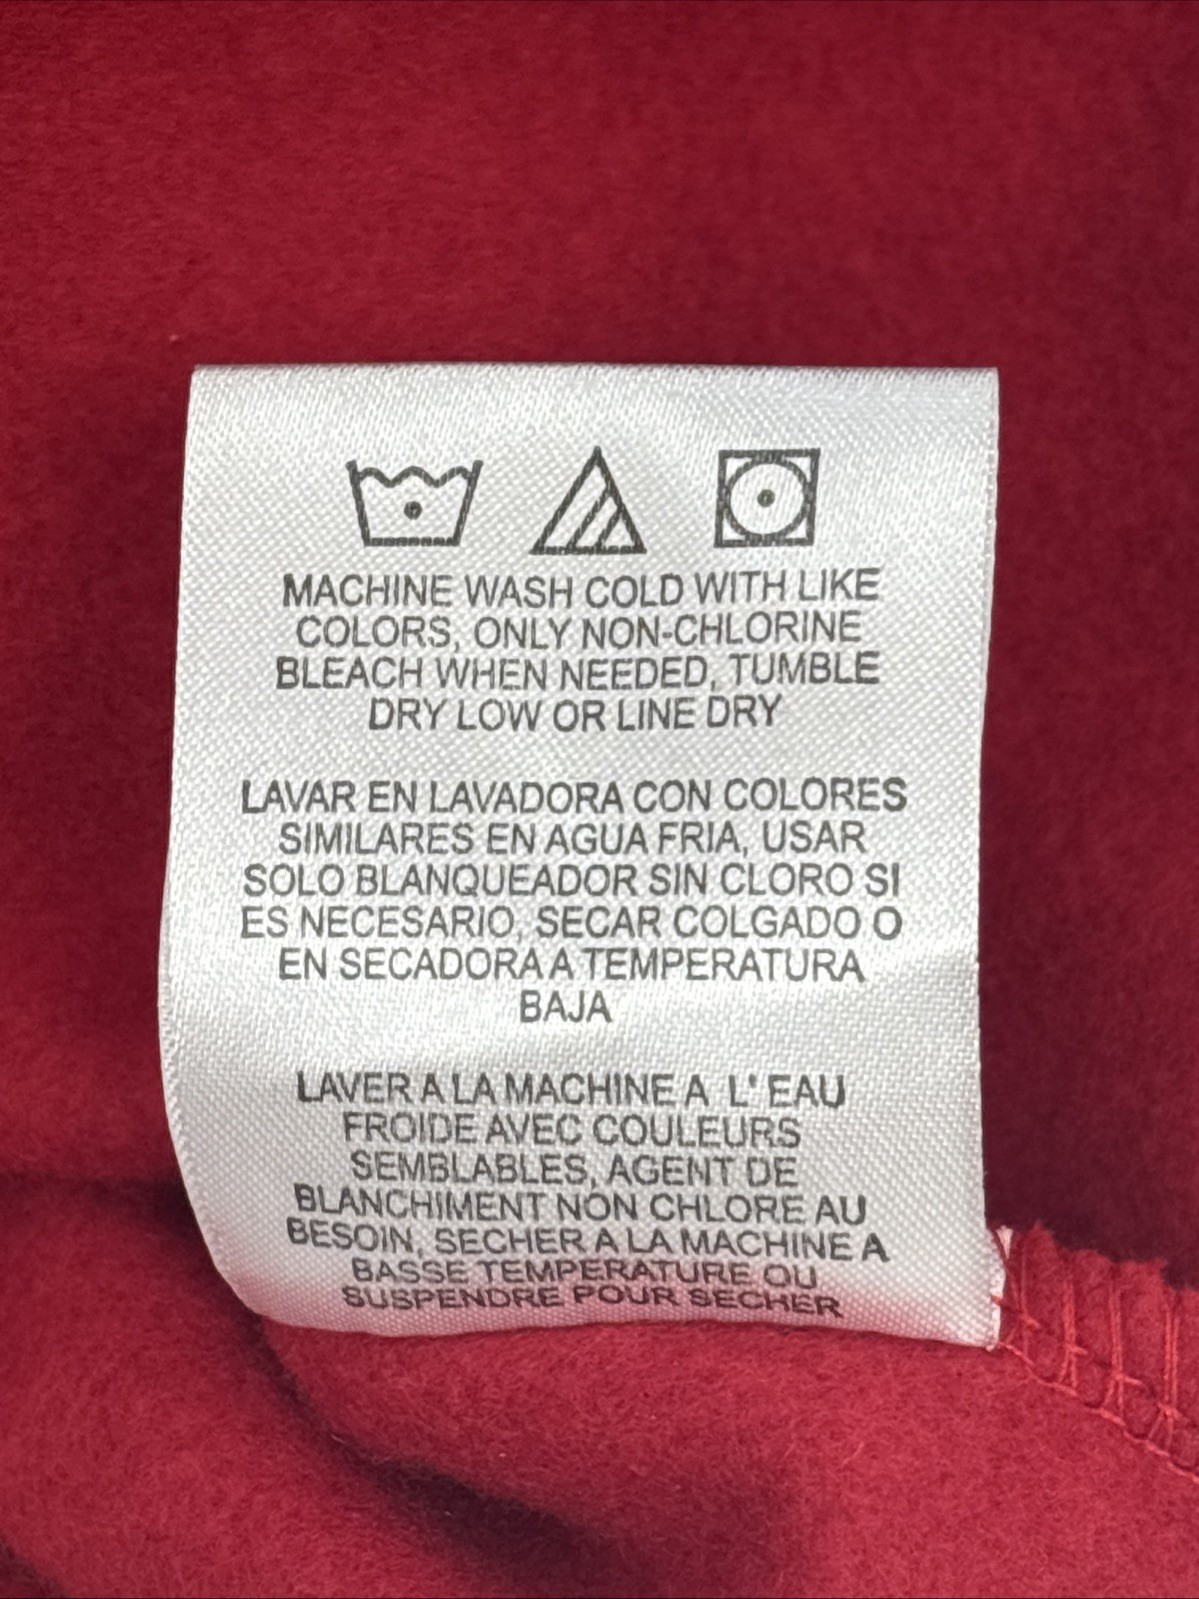 MACHINE WASH COLD WITH LIKE
COLORS, ONLY NON-CHLORINE
BLEACH WHEN NEEDED, TUMBLE
DRY LOW OR LINE DRY
LAVAR EN LAVADORA CON COLORES
SIMILARES EN AGUA FRIA, USAR
SOLO BLANQUEADOR SIN CLORO SI
ES NECESARIO, SECAR COLGADO O
EN SECADORA A TEMPERATURA
BAJA
LAVER A LA MACHINE A L' EAU
FROIDE AVEC COULEURS
SEMBLABLES, AGENT DE
BLANCHIMENT NON CHLORE AU
BESOIN, SECHER A LA MACHINE A
BASSE TEMPERATURE OU
SUSPENDRE POUR SECHER